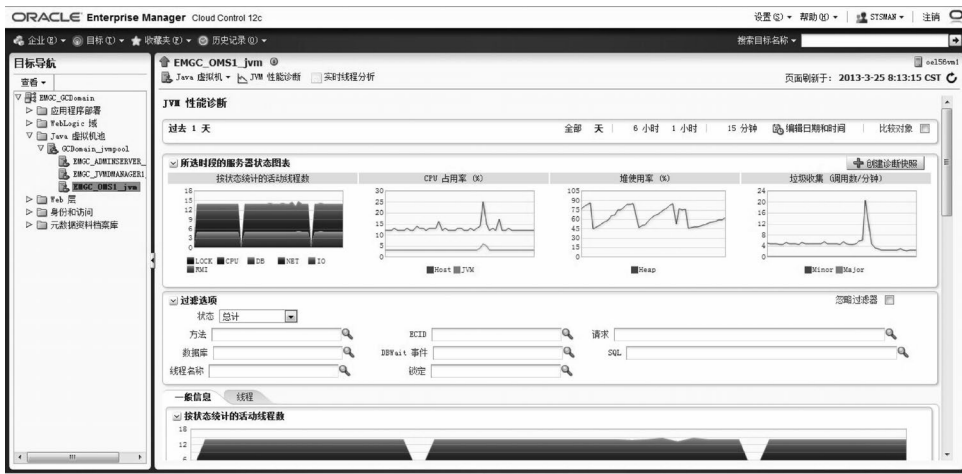 ORACLE Enterprise Manager Cloud Control 12c
设置(S) 帮助(H) SYSMAN 注销
企业(E) 目标(T) 收藏夹(F) 历史记录(O)
搜索目标名称
目标导航
查看
EMGC_GCDomain
应用程序部署
WebLogic 域
Java 虚拟机池
GCDomain_jvmpool
EMGC_ADMINSERVER_
EMGC_JVMDMANAGER1_
EMGC_OMS1_jvm
Web 层
身份和访问
元数据资料档案库
EMGC_OMS1_jvm
oel58vm1
Java 虚拟机 JVM 性能诊断 实时线程分析
页面刷新于: 2013-3-25 8:13:15 CST
JVM 性能诊断
过去 1 天
全部 天 6 小时 1 小时 15 分钟 编辑日期和时间 比较对象
所选时段的服务器状态图表
创建诊断快照
按状态统计的活动线程数
18
15
12
9
6
3
0
LOCK CPU DB NET IO
RMI
CPU 占用率 (%)
30
25
20
15
10
5
0
Host JVM
堆使用率 (%)
105
90
75
60
45
30
15
0
Heap
垃圾收集 (调用数/分钟)
24
20
16
12
8
4
0
Minor Major
过滤选项
忽略过滤器
状态 总计
方法 ECID 请求
数据库 DBWait 事件 SQL
线程名称 锁定
一般信息 线程
按状态统计的活动线程数
18
12
6